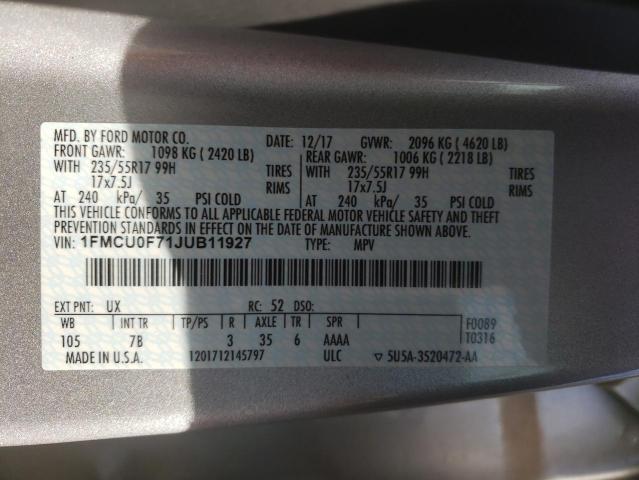 MFD. BY FORD MOTOR CO. DATE: 12/17 GVWR: 2096 KG ( 4620 LB)
FRONT GAWR: 1098 KG ( 2420 LB) REAR GAWR: 1006 KG ( 2218 LB)
WITH 235/55R17 99H TIRES WITH 235/55R17 99H TIRES
17x7.5J RIMS 17x7.5J RIMS
AT 240 kPa/ 35 PSI COLD AT 240 kPa/ 35 PSI COLD
THIS VEHICLE CONFORMS TO ALL APPLICABLE FEDERAL MOTOR VEHICLE SAFETY AND THEFT
PREVENTION STANDARDS IN EFFECT ON THE DATE OF MANUFACTURE SHOWN ABOVE.
VIN: 1FMCU0F71JUB11927 TYPE: MPV
EXT PNT: UX RC: 52 DSO:
WB INT TR TP/PS R AXLE TR SPR F0089
105 7B 3 35 6 AAAA T0316
MADE IN U.S.A. 1201712145797 ULC 5U5A-3520472-AA